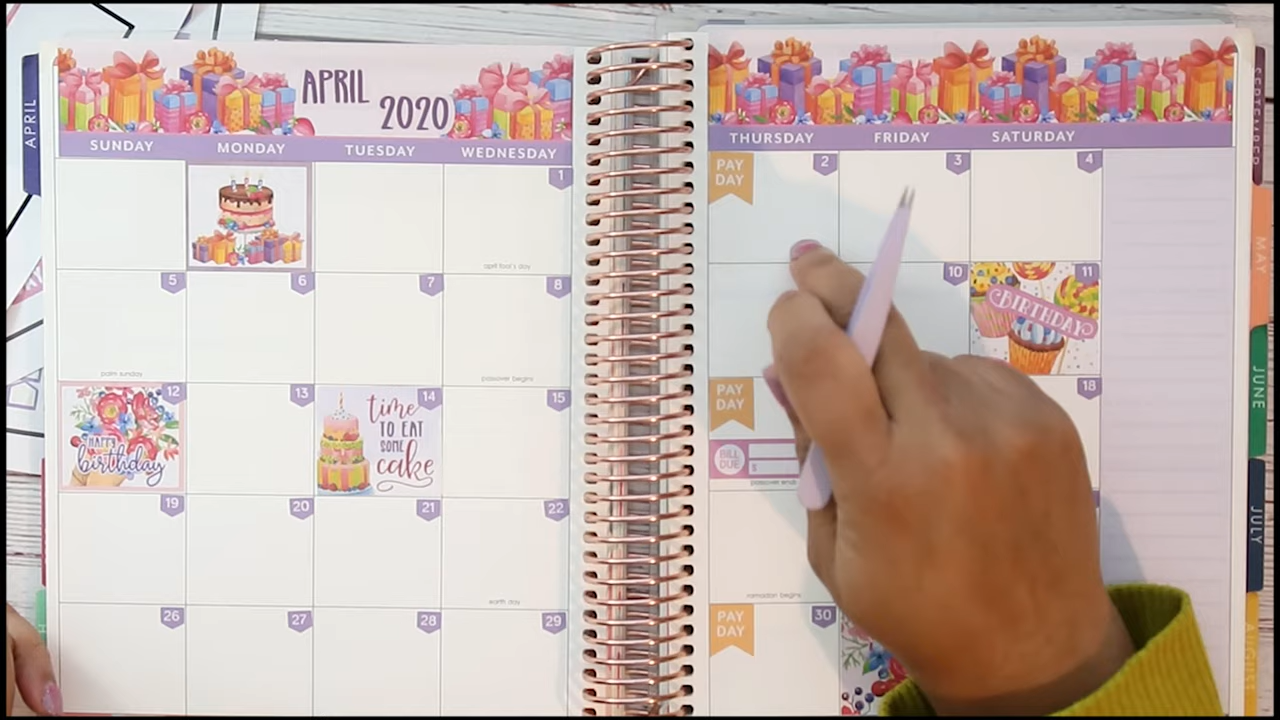 APRIL
2020
SUNDAY MONDAY TUESDAY WEDNESDAY
1
april fool's day
5 6 7 8
palm sunday
passover begins
12 13 14 15
HAPPY
birthday
time
TO EAT
SOME
cake
19 20 21 22
earth day
26 27 28 29
THURSDAY FRIDAY SATURDAY
PAY
DAY
2 3 4
10 11
BIRTHDAY
PAY
DAY
18
BILL
DUE
$
passover ends
ramadan begins
PAY
DAY
30
APRIL
SEPTEMBER
MAY
JUNE
JULY
AUGUST